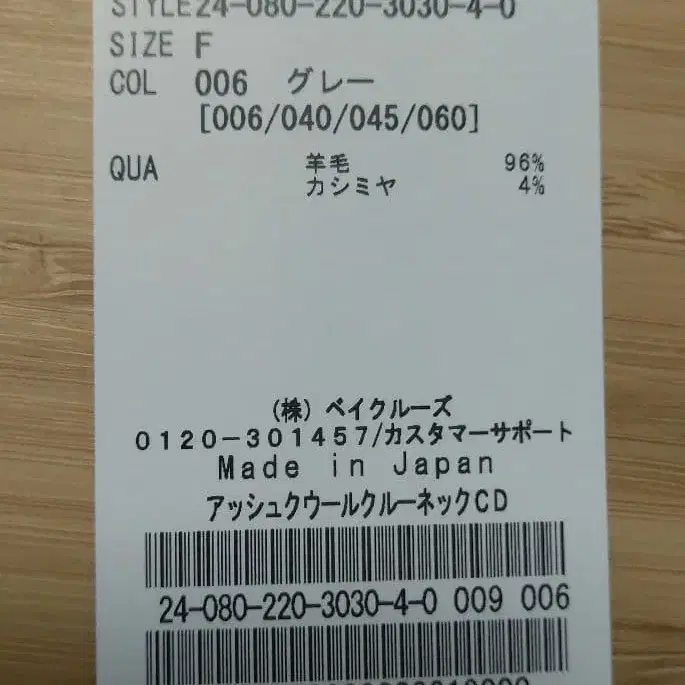 STYLE 24-080-220-3030-4-0
SIZE F
COL 006 グレー
[006/040/045/060]
QUA 羊毛 96%
カシミヤ 4%
(株) ベイクルーズ
0120-301457/カスタマーサポート
Made in Japan
アッシュクウールクルーネックCD
24-080-220-3030-4-0 009 006